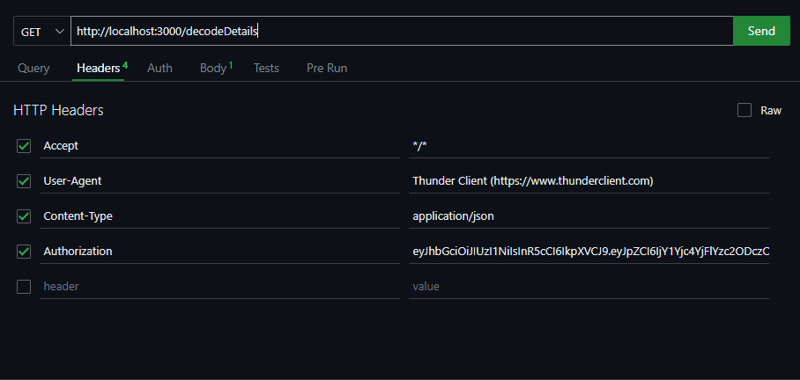 GET http://localhost:3000/decodeDetails Send
Query Headers 4 Auth Body 1 Tests Pre Run
HTTP Headers Raw
Accept */*
User-Agent Thunder Client (https://www.thunderclient.com)
Content-Type application/json
Authorization eyJhbGciOiJIUzI1NiIsInR5cCI6IkpXVCJ9.eyJpZCI6IjY1Yjc4YjFlYzc2ODczC
header value